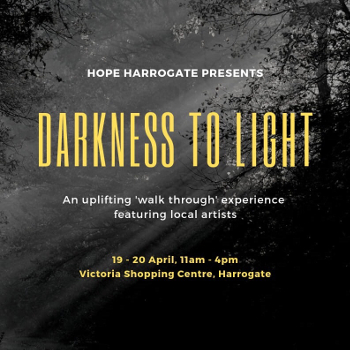 HOPE HARROGATE PRESENTS
DARKNESS TO LIGHT
An uplifting 'walk through' experience
featuring local artists
19 - 20 April, 11am - 4pm
Victoria Shopping Centre, Harrogate